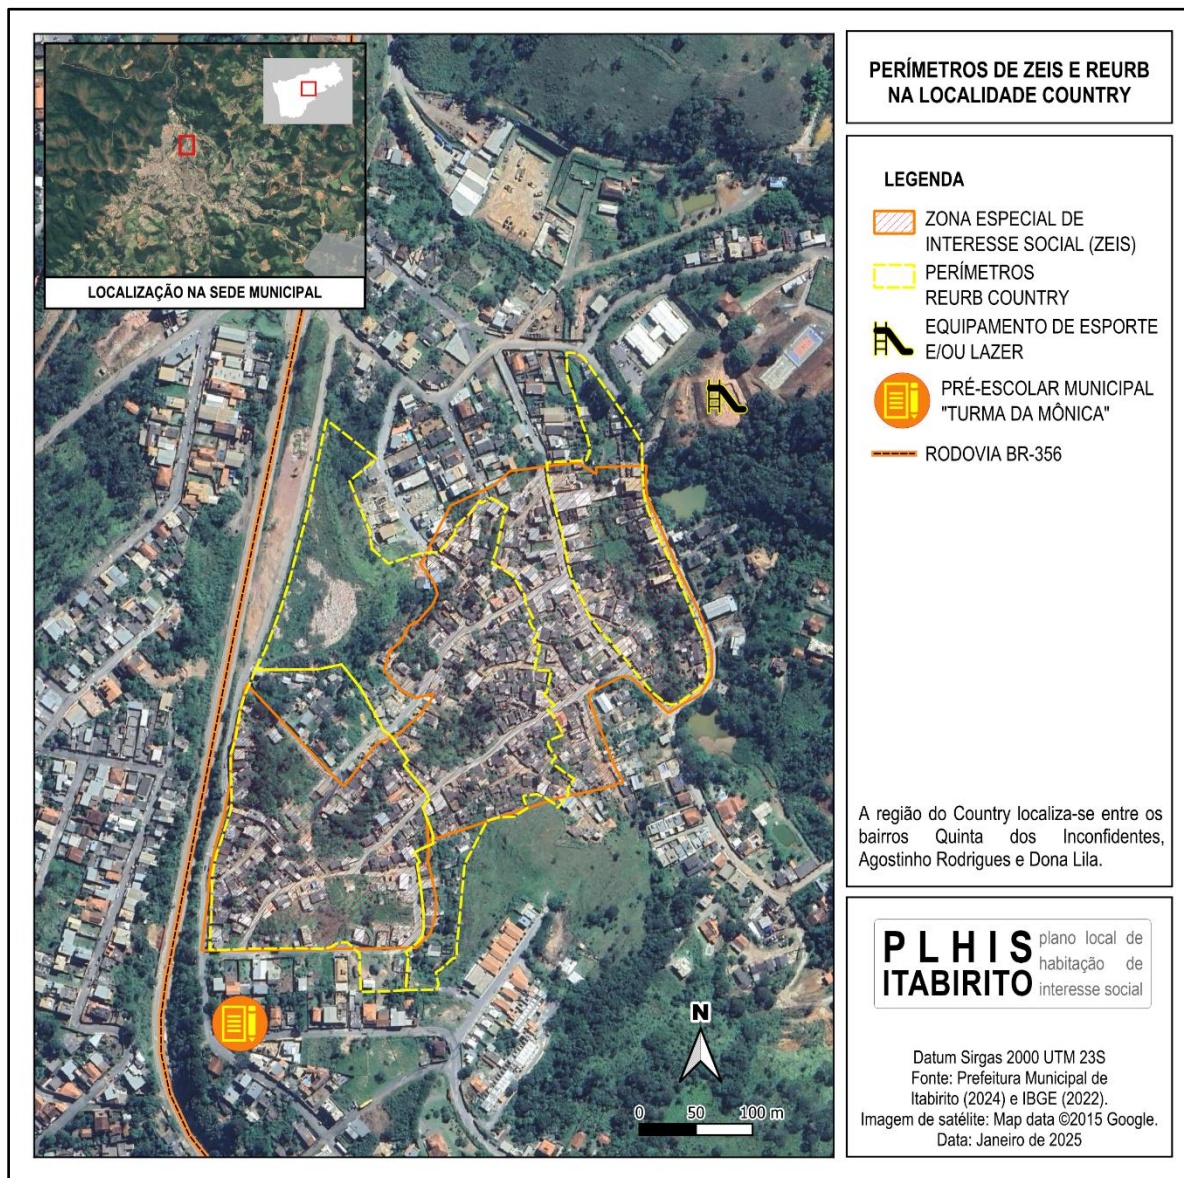 LOCALIZAÇÃO NA SEDE MUNICIPAL
N
0 50 100 m
PERÍMETROS DE ZEIS E REURB
NA LOCALIDADE COUNTRY
LEGENDA
ZONA ESPECIAL DE
INTERESSE SOCIAL (ZEIS)
PERÍMETROS
REURB COUNTRY
EQUIPAMENTO DE ESPORTE
E/OU LAZER
PRÉ-ESCOLAR MUNICIPAL
"TURMA DA MÔNICA"
RODOVIA BR-356
A região do Country localiza-se entre os
bairros Quinta dos Inconfidentes,
Agostinho Rodrigues e Dona Lila.
PLHIS
ITABIRITO
plano local de
habitação de
interesse social
Datum Sirgas 2000 UTM 23S
Fonte: Prefeitura Municipal de
Itabirito (2024) e IBGE (2022).
Imagem de satélite: Map data ©2015 Google.
Data: Janeiro de 2025